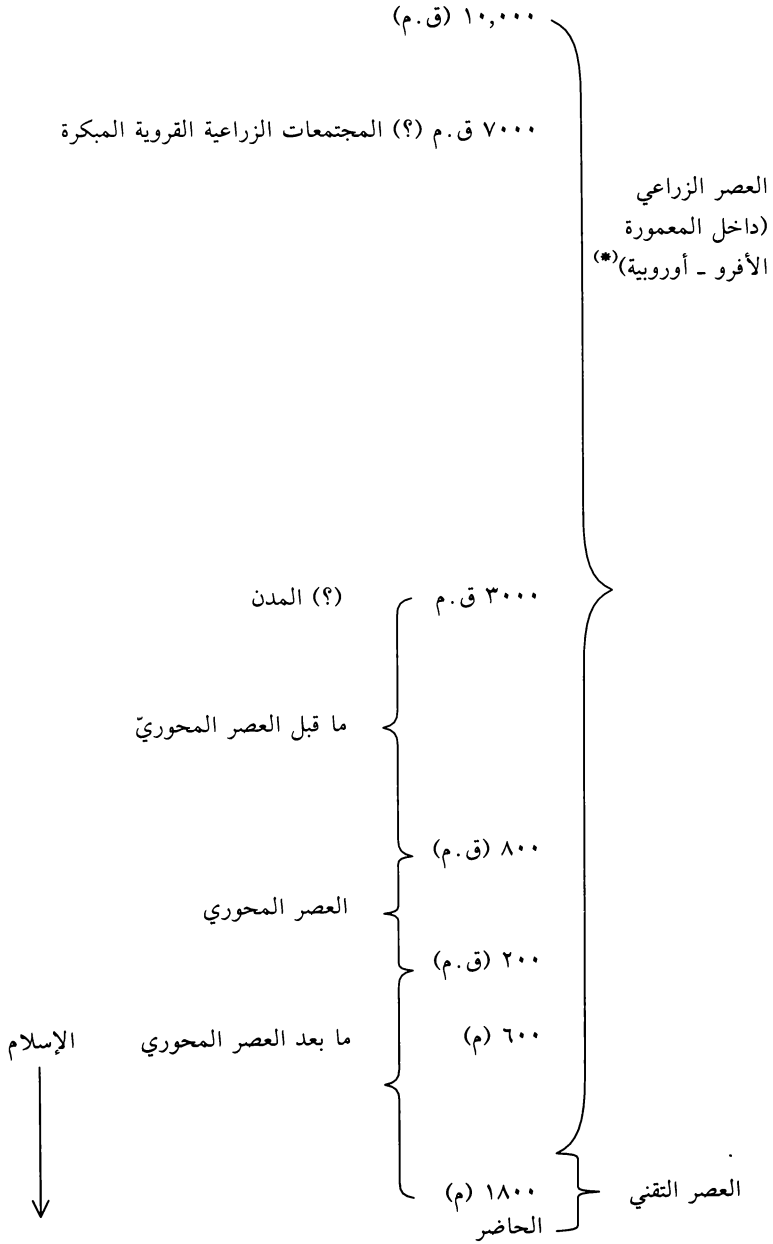 ١٠,٠٠٠ (ق.م)
٧٠٠٠ ق.م (؟) المجتمعات الزراعية القروية المبكرة
العصر الزراعي
(داخل المعمورة
الأفرو - أوروبية)(*)
٣٠٠٠ ق.م
(؟) المدن
ما قبل العصر المحوريّ
٨٠٠ (ق.م)
العصر المحوري
٢٠٠ (ق.م)
٦٠٠ (م)
ما بعد العصر المحوري
الإسلام
العصر التقني
١٨٠٠ (م)
الحاضر